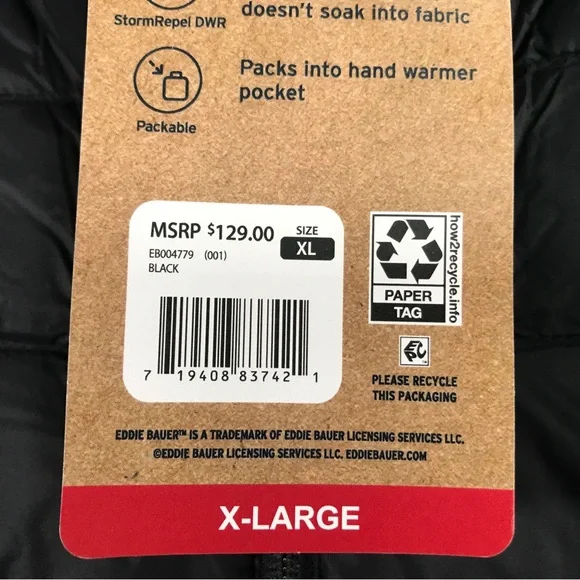 StormRepel DWR
doesn't soak into fabric
Packable
Packs into hand warmer
pocket
MSRP $129.00
SIZE
XL
EB004779 (001)
BLACK
7 19408 83742 1
how2recycle.info
PAPER
TAG
PLEASE RECYCLE
THIS PACKAGING
EDDIE BAUER™ IS A TRADEMARK OF EDDIE BAUER LICENSING SERVICES LLC.
©EDDIE BAUER LICENSING SERVICES LLC. EDDIEBAUER.COM
X-LARGE